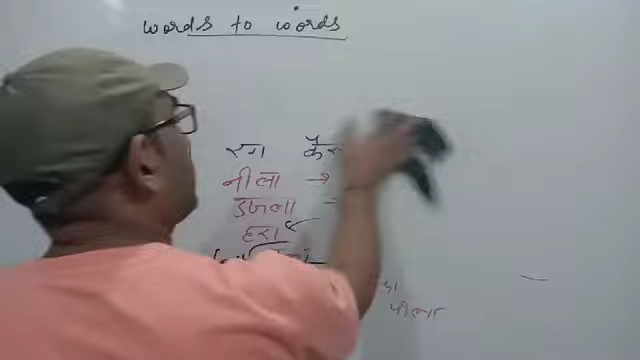 words to words
रंग
नीला →
उजला
हरा
पीला